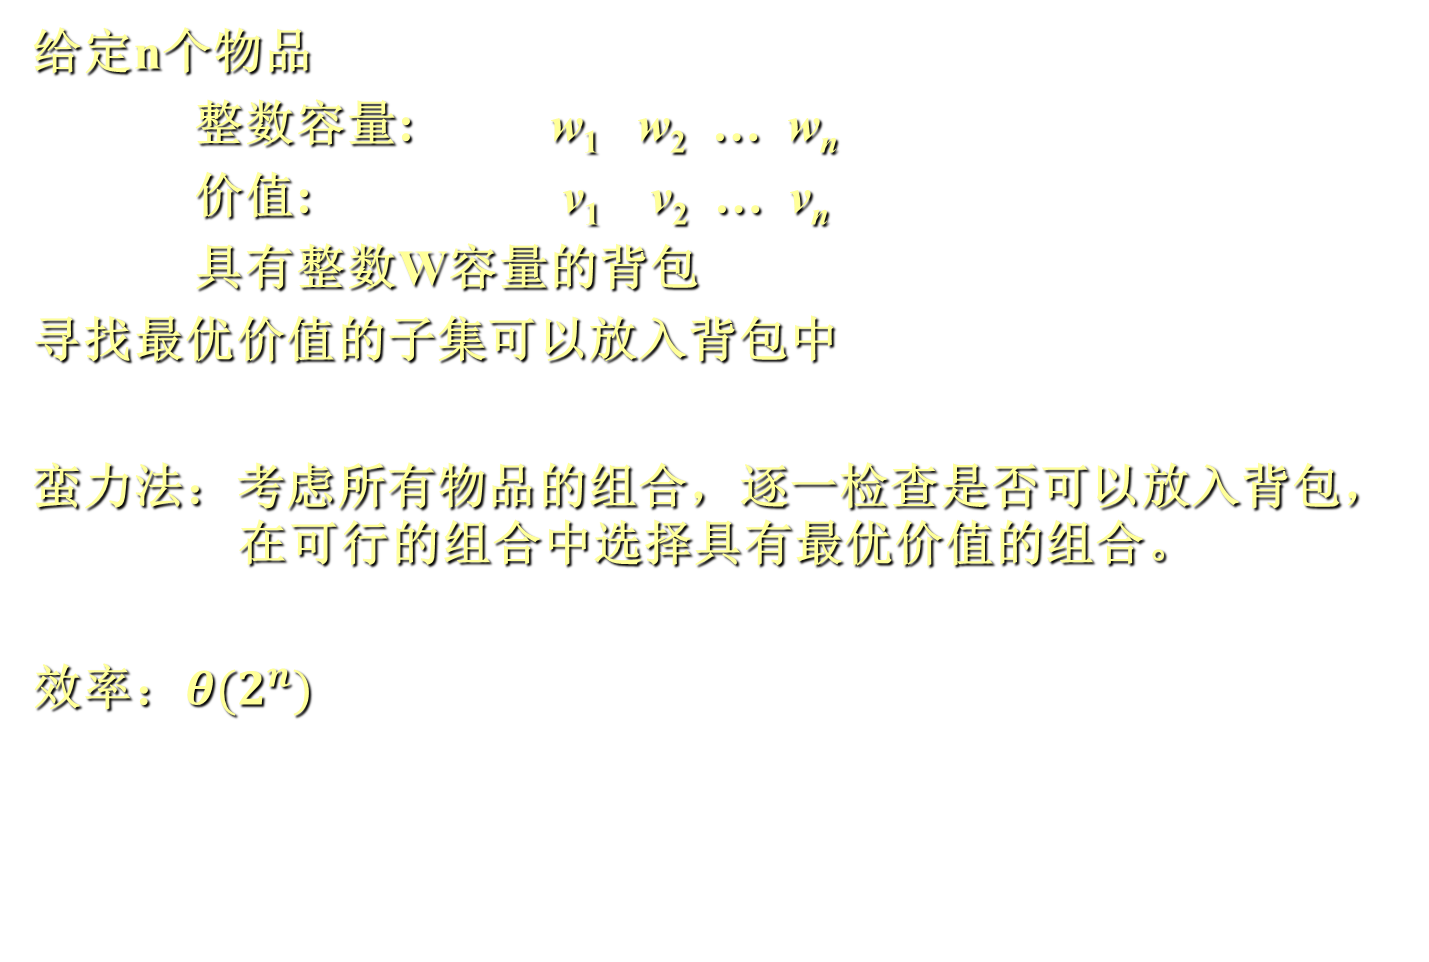 给定n个物品
整数容量: w1 w2 … wn
价值: v1 v2 … vn
具有整数W容量的背包
寻找最优价值的子集可以放入背包中
蛮力法：考虑所有物品的组合，逐一检查是否可以放入背包，
在可行的组合中选择具有最优价值的组合。
效率：θ(2^n)